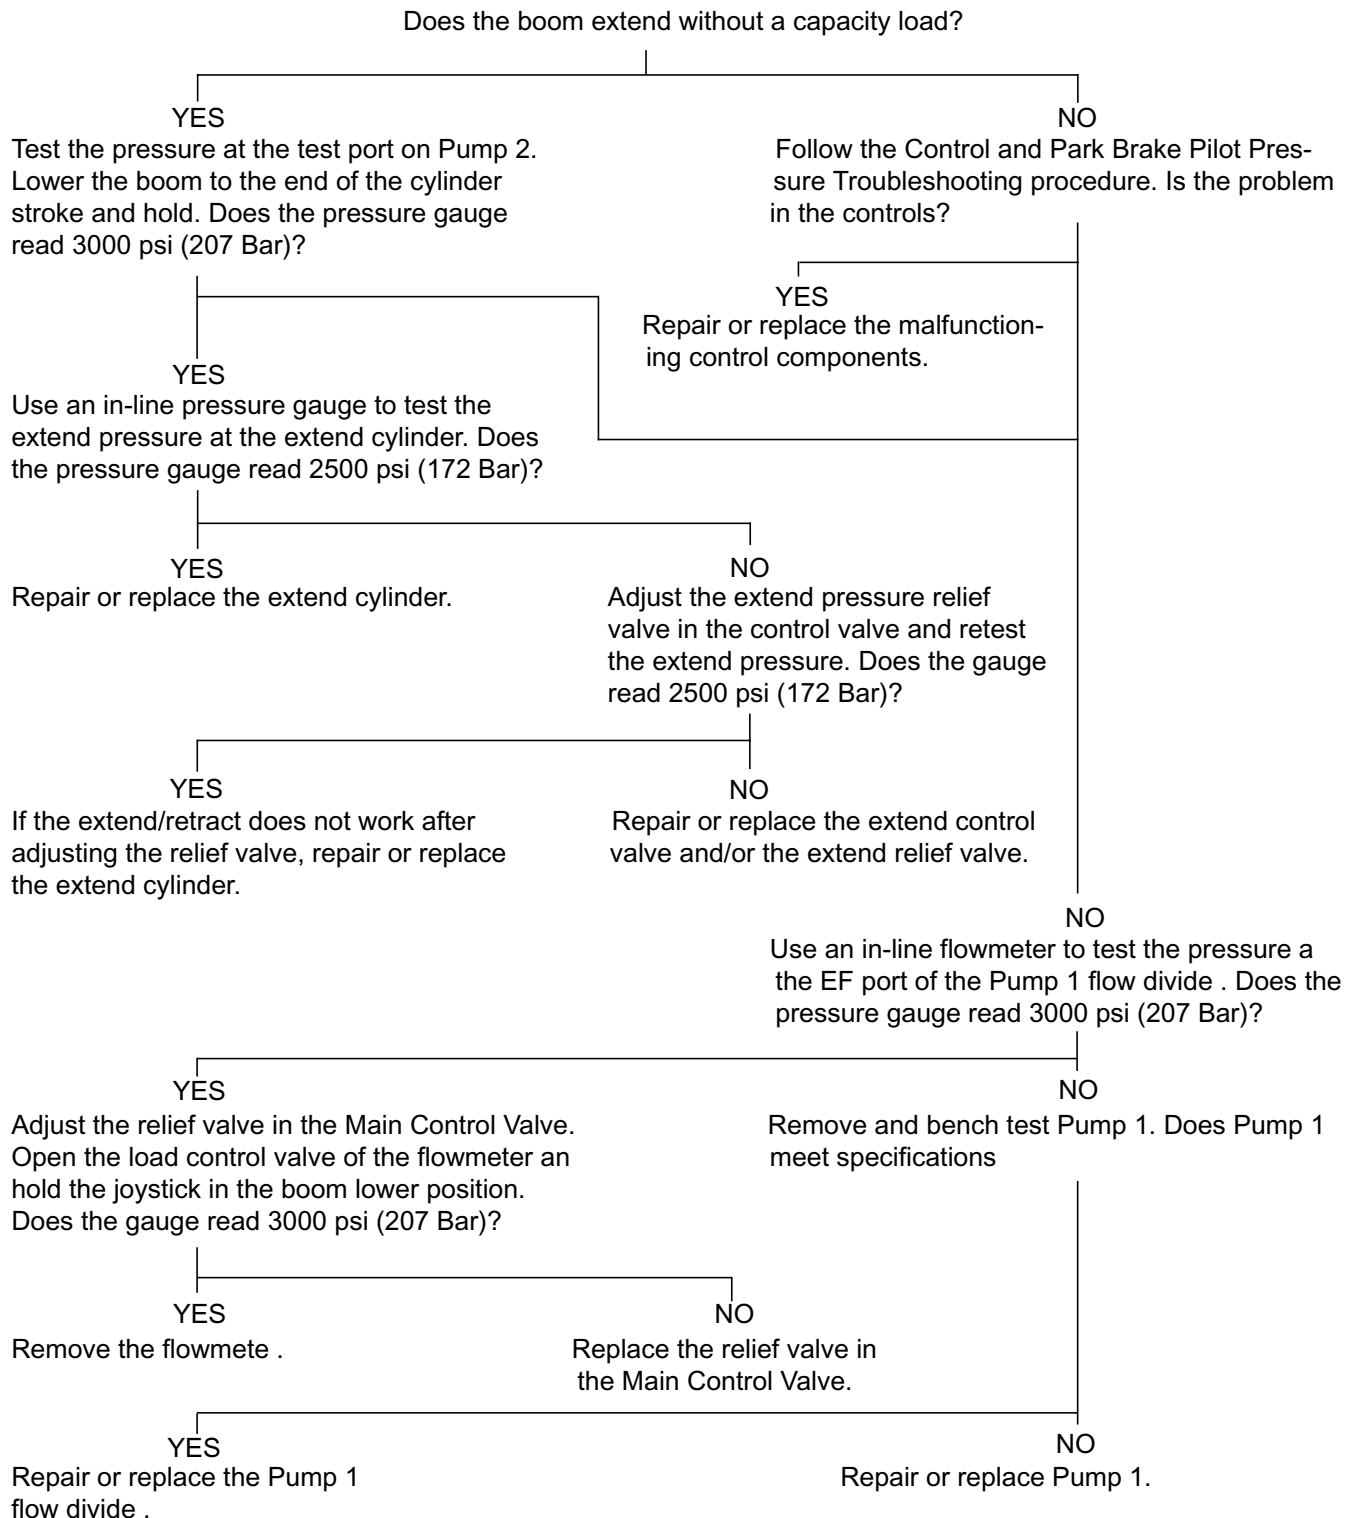 Does the boom extend without a capacity load?
YES
Test the pressure at the test port on Pump 2.
Lower the boom to the end of the cylinder
stroke and hold. Does the pressure gauge
read 3000 psi (207 Bar)?
NO
Follow the Control and Park Brake Pilot Pres-
sure Troubleshooting procedure. Is the problem
in the controls?
YES
Repair or replace the malfunction-
ing control components.
YES
Use an in-line pressure gauge to test the
extend pressure at the extend cylinder. Does
the pressure gauge read 2500 psi (172 Bar)?
YES
Repair or replace the extend cylinder.
NO
Adjust the extend pressure relief
valve in the control valve and retest
the extend pressure. Does the gauge
read 2500 psi (172 Bar)?
YES
If the extend/retract does not work after
adjusting the relief valve, repair or replace
the extend cylinder.
NO
Repair or replace the extend control
valve and/or the extend relief valve.
NO
Use an in-line flowmeter to test the pressure a
the EF port of the Pump 1 flow divide . Does the
pressure gauge read 3000 psi (207 Bar)?
YES
Adjust the relief valve in the Main Control Valve.
Open the load control valve of the flowmeter an
hold the joystick in the boom lower position.
Does the gauge read 3000 psi (207 Bar)?
NO
Remove and bench test Pump 1. Does Pump 1
meet specifications
YES
Remove the flowmete .
NO
Replace the relief valve in
the Main Control Valve.
YES
Repair or replace the Pump 1
flow divide .
NO
Repair or replace Pump 1.